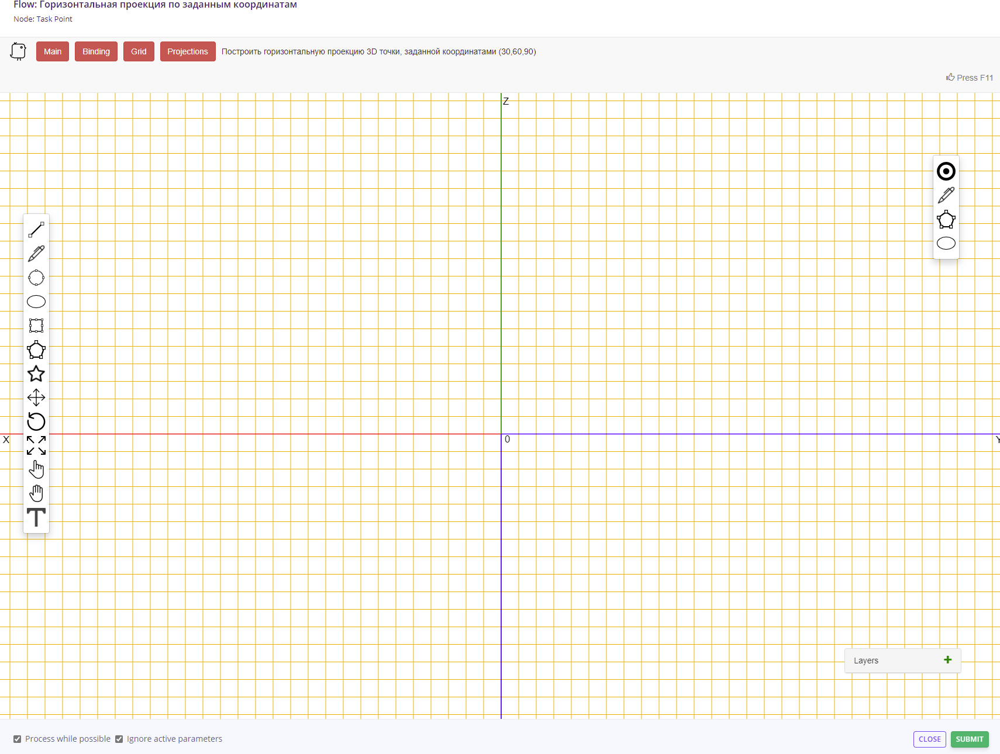 Flow: Горизонтальная проекция по заданным координатам
Node: Task Point
Main Binding Grid Projections Построить горизонтальную проекцию 3D точки, заданной координатами (30,60,90)
Press F11
Z
X 0 Y
T
Layers
Process while possible Ignore active parameters CLOSE SUBMIT